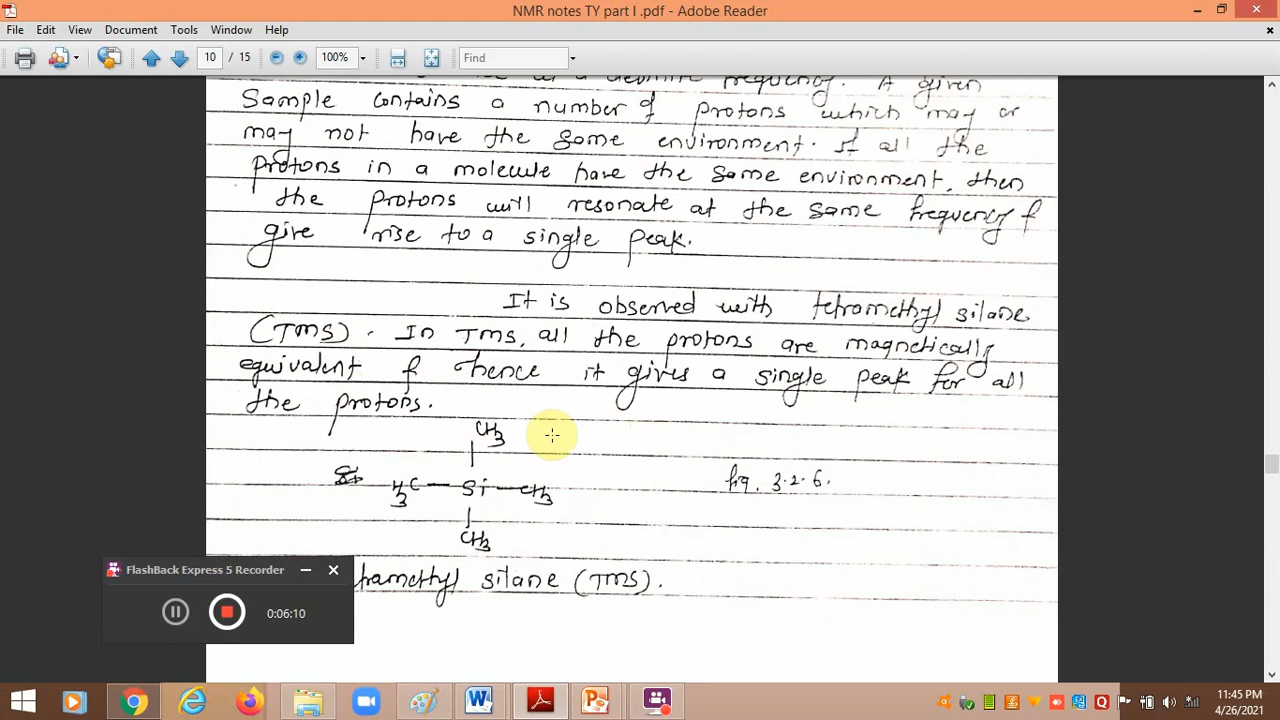 NMR notes TY part I .pdf - Adobe Reader
File Edit View Document Tools Window Help
10 / 15 100% Find
a definite frequency. A given
Sample contains a number of protons which may or
may not have the same environment. If all the
protons in a molecule have the same environment, then
the protons will resonate at the same frequency f
give rise to a single peak.
It is observed with tetramethyl silane
(TMS). In TMS, all the protons are magnetically
equivalent f hence it gives a single peak for all
the protons.
CH3
H3C — Si — CH3
fig. 3.2.6.
CH3
FlashBack Express 5 Recorder
hamethyl silane (TMS).
0:06:10
11:45 PM
4/26/2021